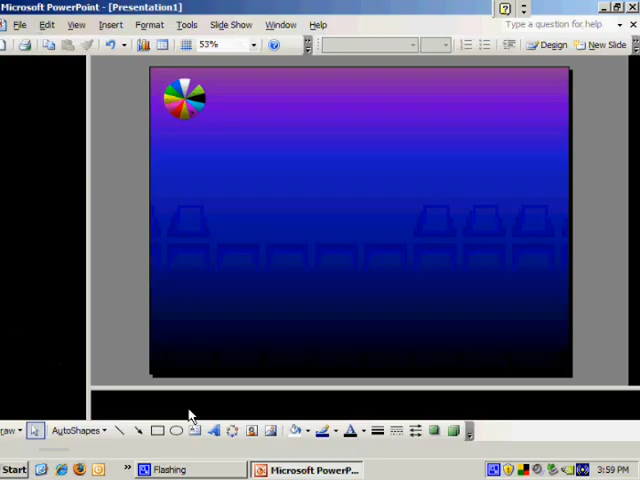 Microsoft PowerPoint - [Presentation1]
File Edit View Insert Format Tools Slide Show Window Help
Type a question for help
53%
Design New Slide
raw AutoShapes
Start Flashing Microsoft PowerP... 3:59 PM